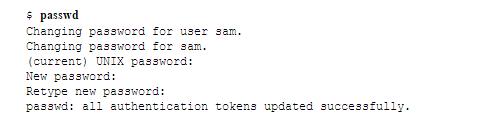 $ passwd
Changing password for user sam.
Changing password for sam.
(current) UNIX password:
New password:
Retype new password:
passwd: all authentication tokens updated successfully.